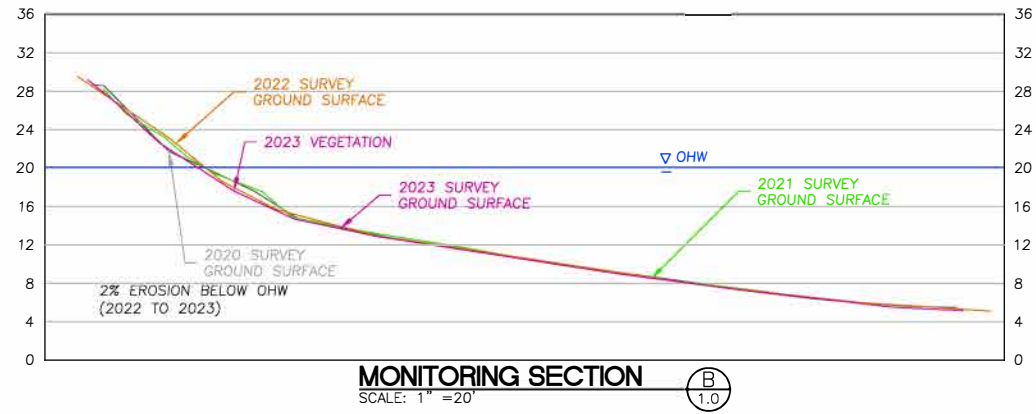 36
32
28
24
20
16
12
8
4
0
2022 SURVEY
GROUND SURFACE
2023 VEGETATION
OHW
2023 SURVEY
GROUND SURFACE
2021 SURVEY
GROUND SURFACE
2020 SURVEY
GROUND SURFACE
2% EROSION BELOW OHW
(2022 TO 2023)
36
32
28
24
20
16
12
8
4
0
MONITORING SECTION
SCALE: 1" =20'
B
1.0